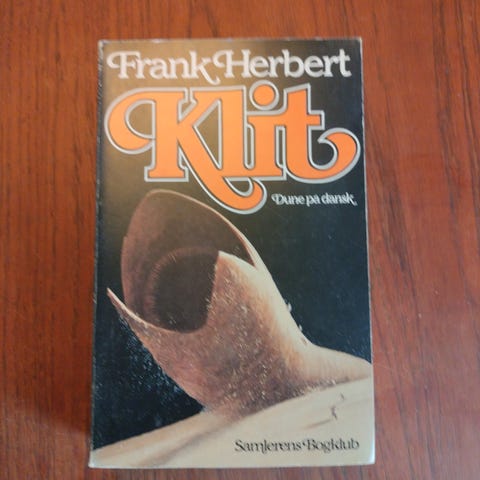 Frank Herbert
Klit
Dune på dansk
Samlerens Bogklub